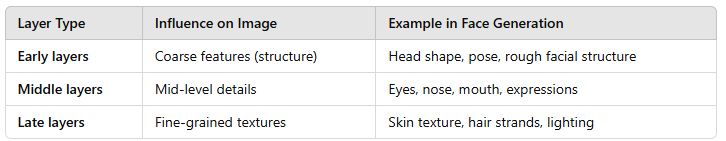 Layer Type Influence on Image Example in Face Generation
Early layers Coarse features (structure) Head shape, pose, rough facial structure
Middle layers Mid-level details Eyes, nose, mouth, expressions
Late layers Fine-grained textures Skin texture, hair strands, lighting